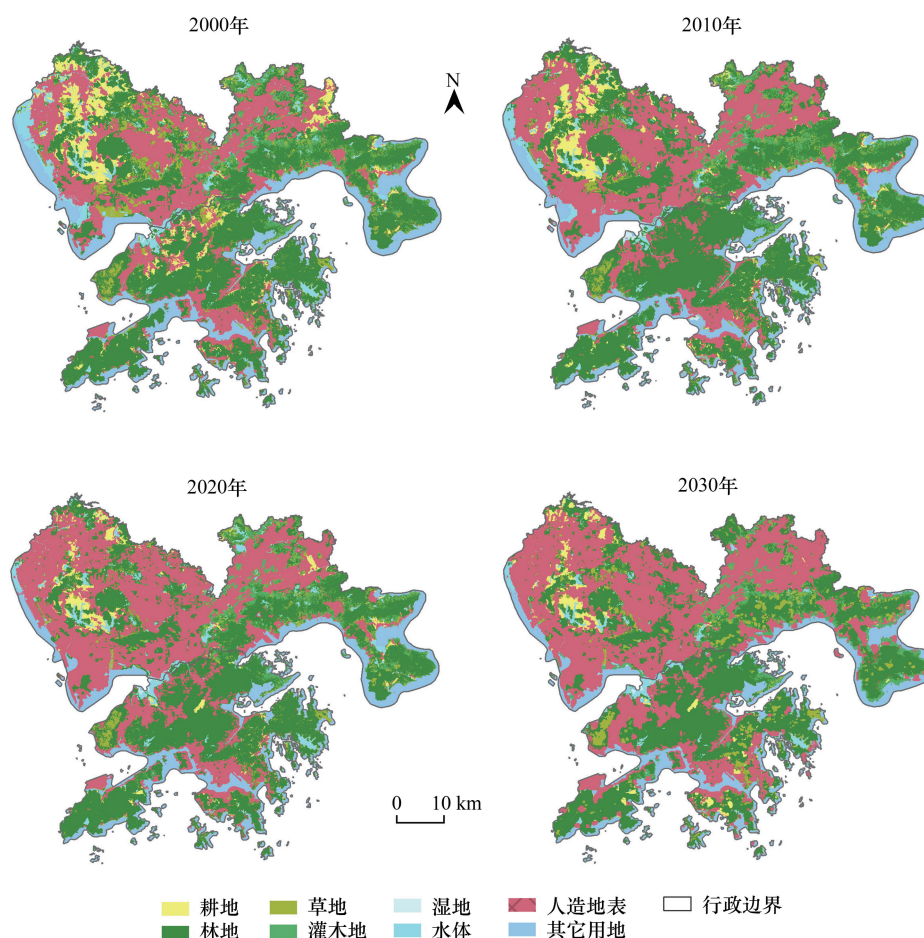 2000年
2010年
N
2020年
2030年
0 10 km
耕地 草地 湿地 人造地表 行政边界
林地 灌木地 水体 其它用地